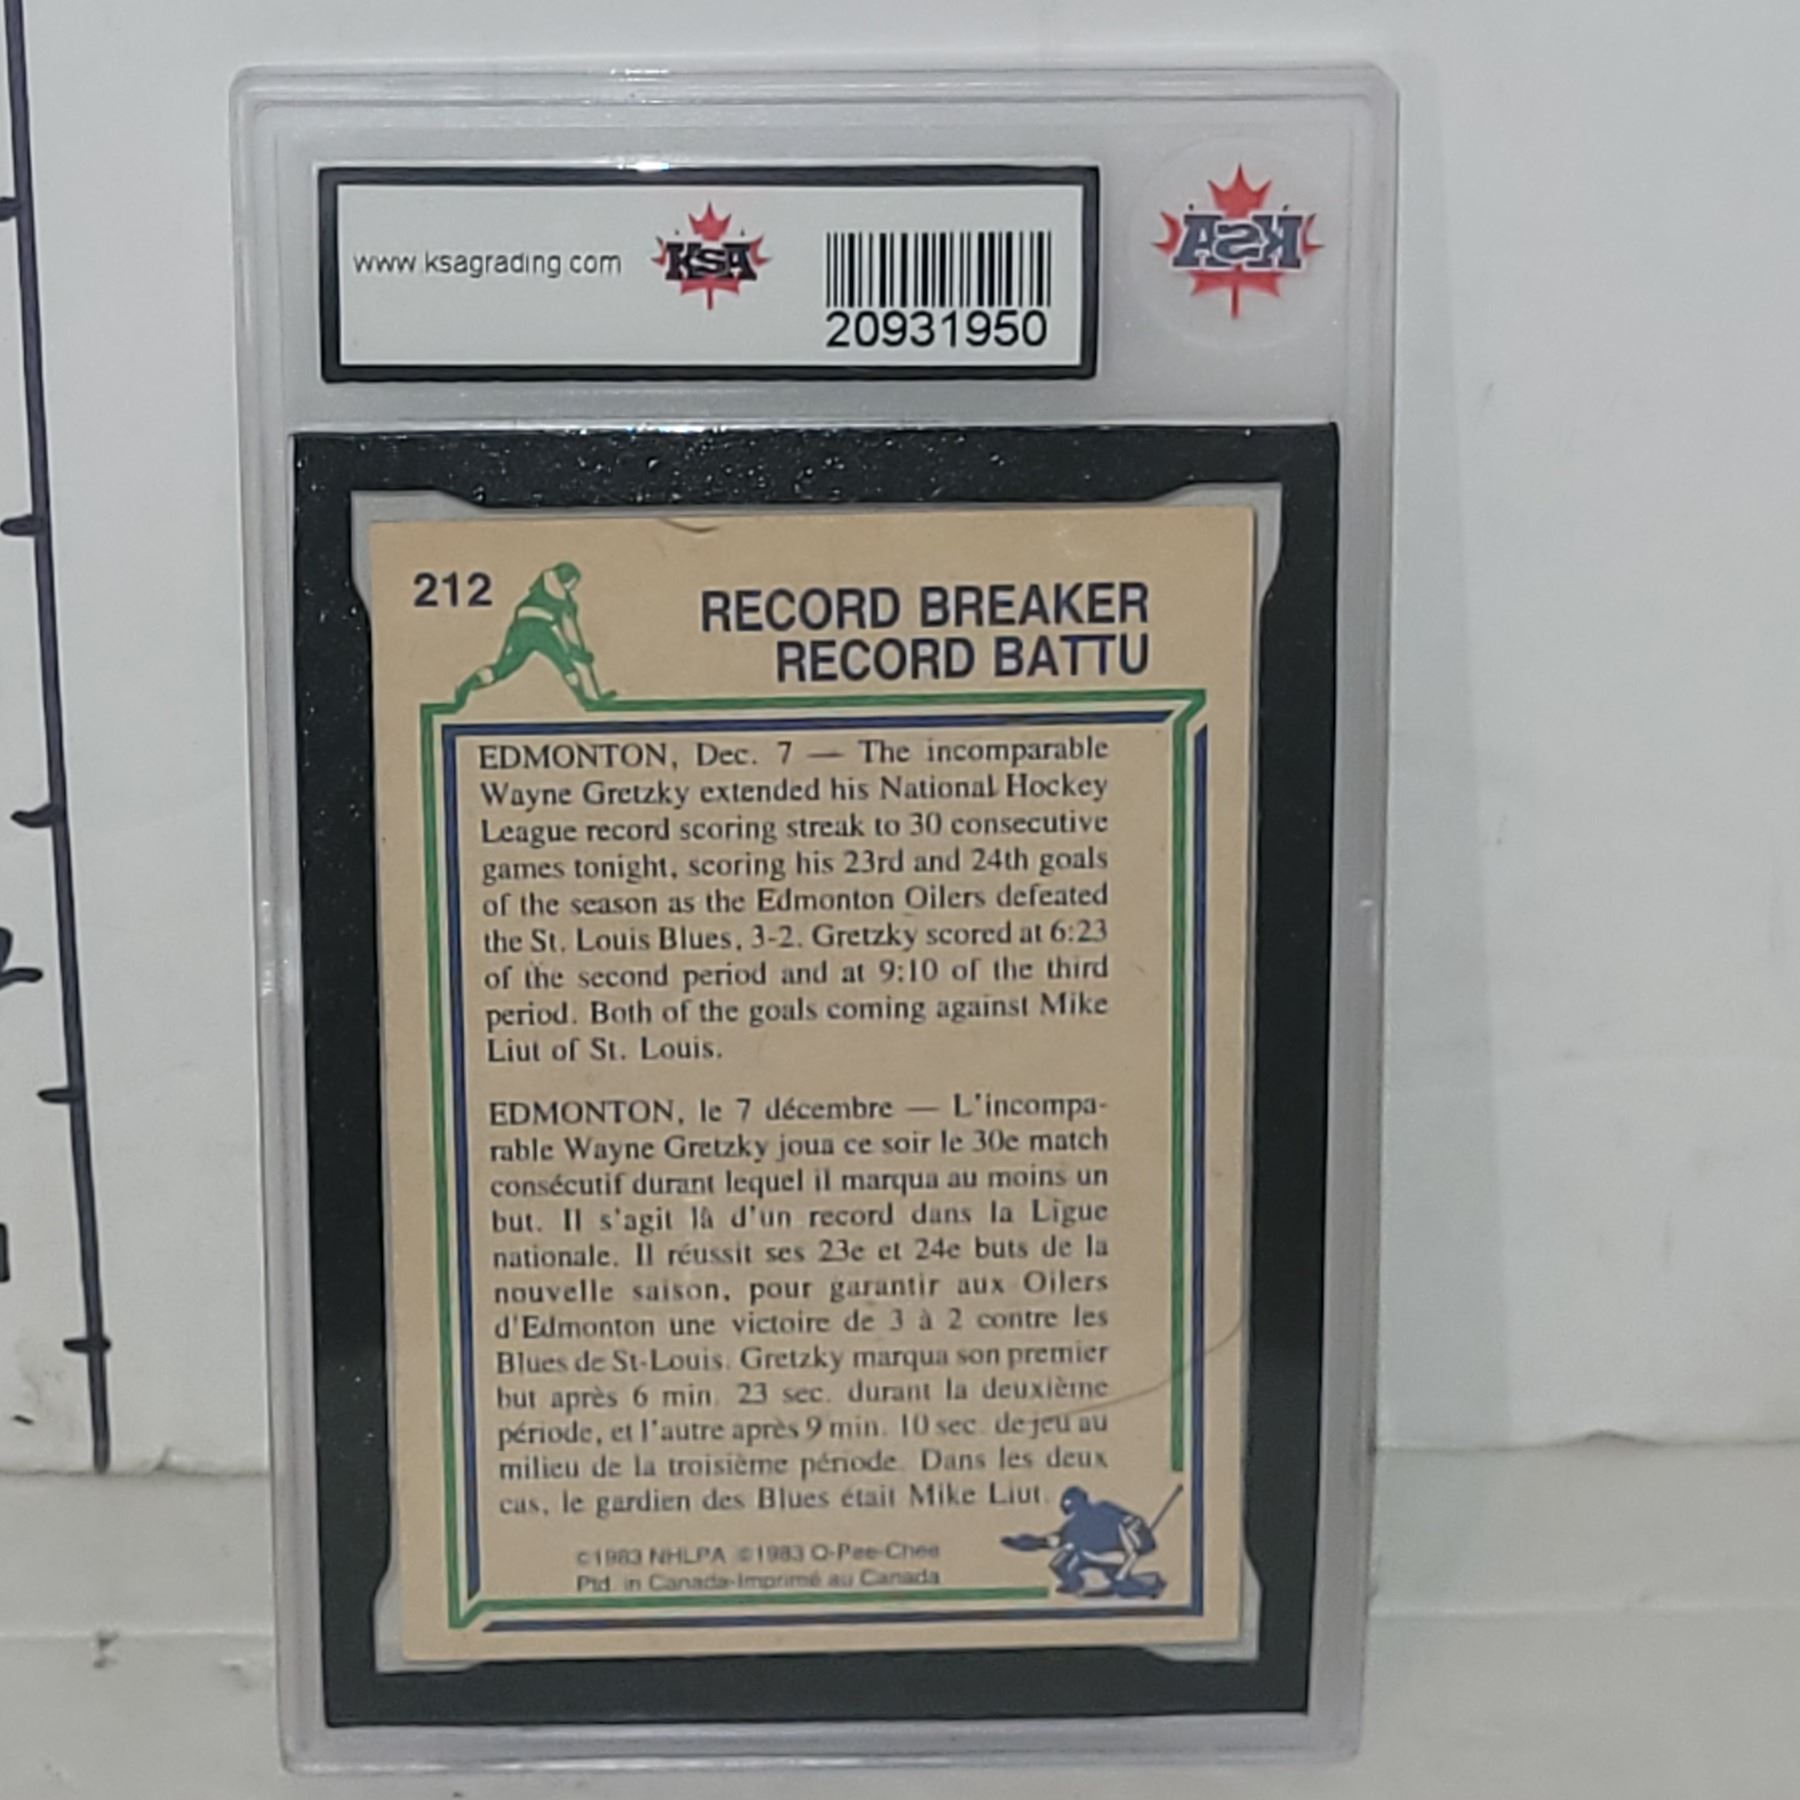 www.ksagrading.com
KSA
20931950
KSA
212
RECORD BREAKER
RECORD BATTU
EDMONTON, Dec. 7 — The incomparable
Wayne Gretzky extended his National Hockey
League record scoring streak to 30 consecutive
games tonight, scoring his 23rd and 24th goals
of the season as the Edmonton Oilers defeated
the St. Louis Blues, 3-2. Gretzky scored at 6:23
of the second period and at 9:10 of the third
period. Both of the goals coming against Mike
Liut of St. Louis.
EDMONTON, le 7 décembre — L'incompa-
rable Wayne Gretzky joua ce soir le 30e match
consécutif durant lequel il marqua au moins un
but. Il s'agit là d'un record dans la Ligue
nationale. Il réussit ses 23e et 24e buts de la
nouvelle saison, pour garantir aux Oilers
d'Edmonton une victoire de 3 à 2 contre les
Blues de St-Louis. Gretzky marqua son premier
but après 6 min. 23 sec. durant la deuxième
période, et l'autre après 9 min. 10 sec. de jeu au
milieu de la troisième période. Dans les deux
cas, le gardien des Blues était Mike Liut.
©1983 NHLPA ©1983 O-Pee-Chee
Ptd. in Canada-Imprimé au Canada